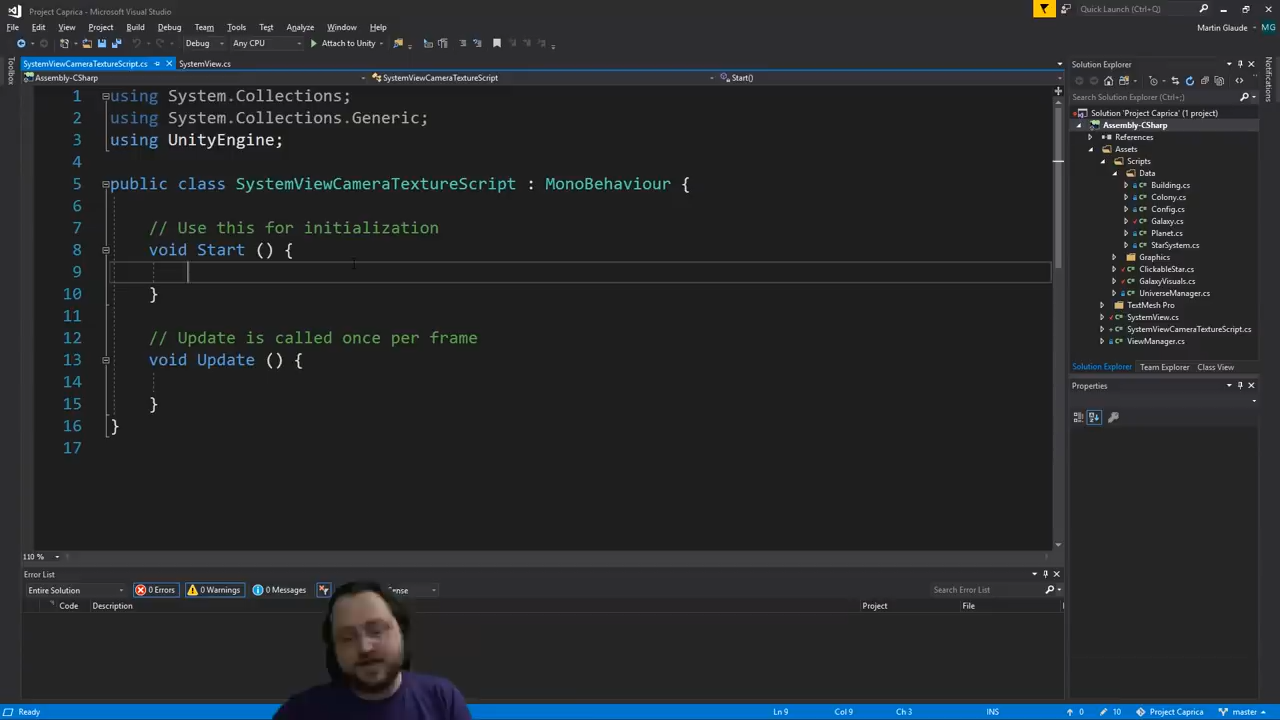 Project Caprica - Microsoft Visual Studio
Quick Launch (Ctrl+Q)
File Edit View Project Build Debug Team Tools Test Analyze Window Help
Martin Glaude MG
Debug Any CPU Attach to Unity
Toolbox
SystemViewCameraTextureScript.cs SystemView.cs
Assembly-CSharp SystemViewCameraTextureScript Start()
1 using System.Collections;
2 using System.Collections.Generic;
3 using UnityEngine;
4
5 public class SystemViewCameraTextureScript : MonoBehaviour {
6
7 // Use this for initialization
8 void Start () {
9
10 }
11
12 // Update is called once per frame
13 void Update () {
14
15 }
16 }
17
110 %
Solution Explorer
Notifications
Search Solution Explorer (Ctrl+;)
Solution 'Project Caprica' (1 project)
Assembly-CSharp
References
Assets
Scripts
Data
Building.cs
Colony.cs
Config.cs
Galaxy.cs
Planet.cs
StarSystem.cs
Graphics
ClickableStar.cs
GalaxyVisuals.cs
UniverseManager.cs
TextMesh Pro
SystemView.cs
SystemViewCameraTextureScript.cs
ViewManager.cs
Solution Explorer Team Explorer Class View
Properties
Error List
Entire Solution 0 Errors 0 Warnings 0 Messages Search Error List
Code Description Project File
Ready Ln 9 Col 9 Ch 3 INS 0 10 Project Caprica master